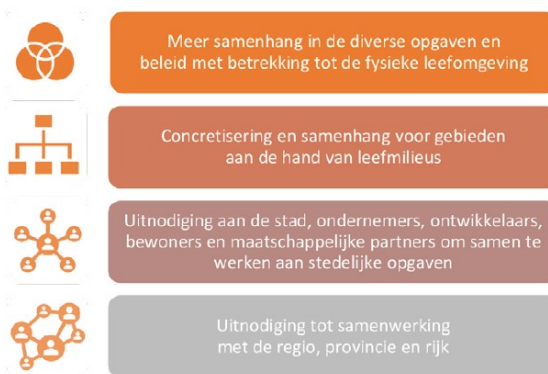 Meer samenhang in de diverse opgaven en
beleid met betrekking tot de fysieke leefomgeving
Concretisering en samenhang voor gebieden
aan de hand van leefmilieus
Uitnodiging aan de stad, ondernemers, ontwikkelaars,
bewoners en maatschappelijke partners om samen te
werken aan stedelijke opgaven
Uitnodiging tot samenwerking
met de regio, provincie en rijk